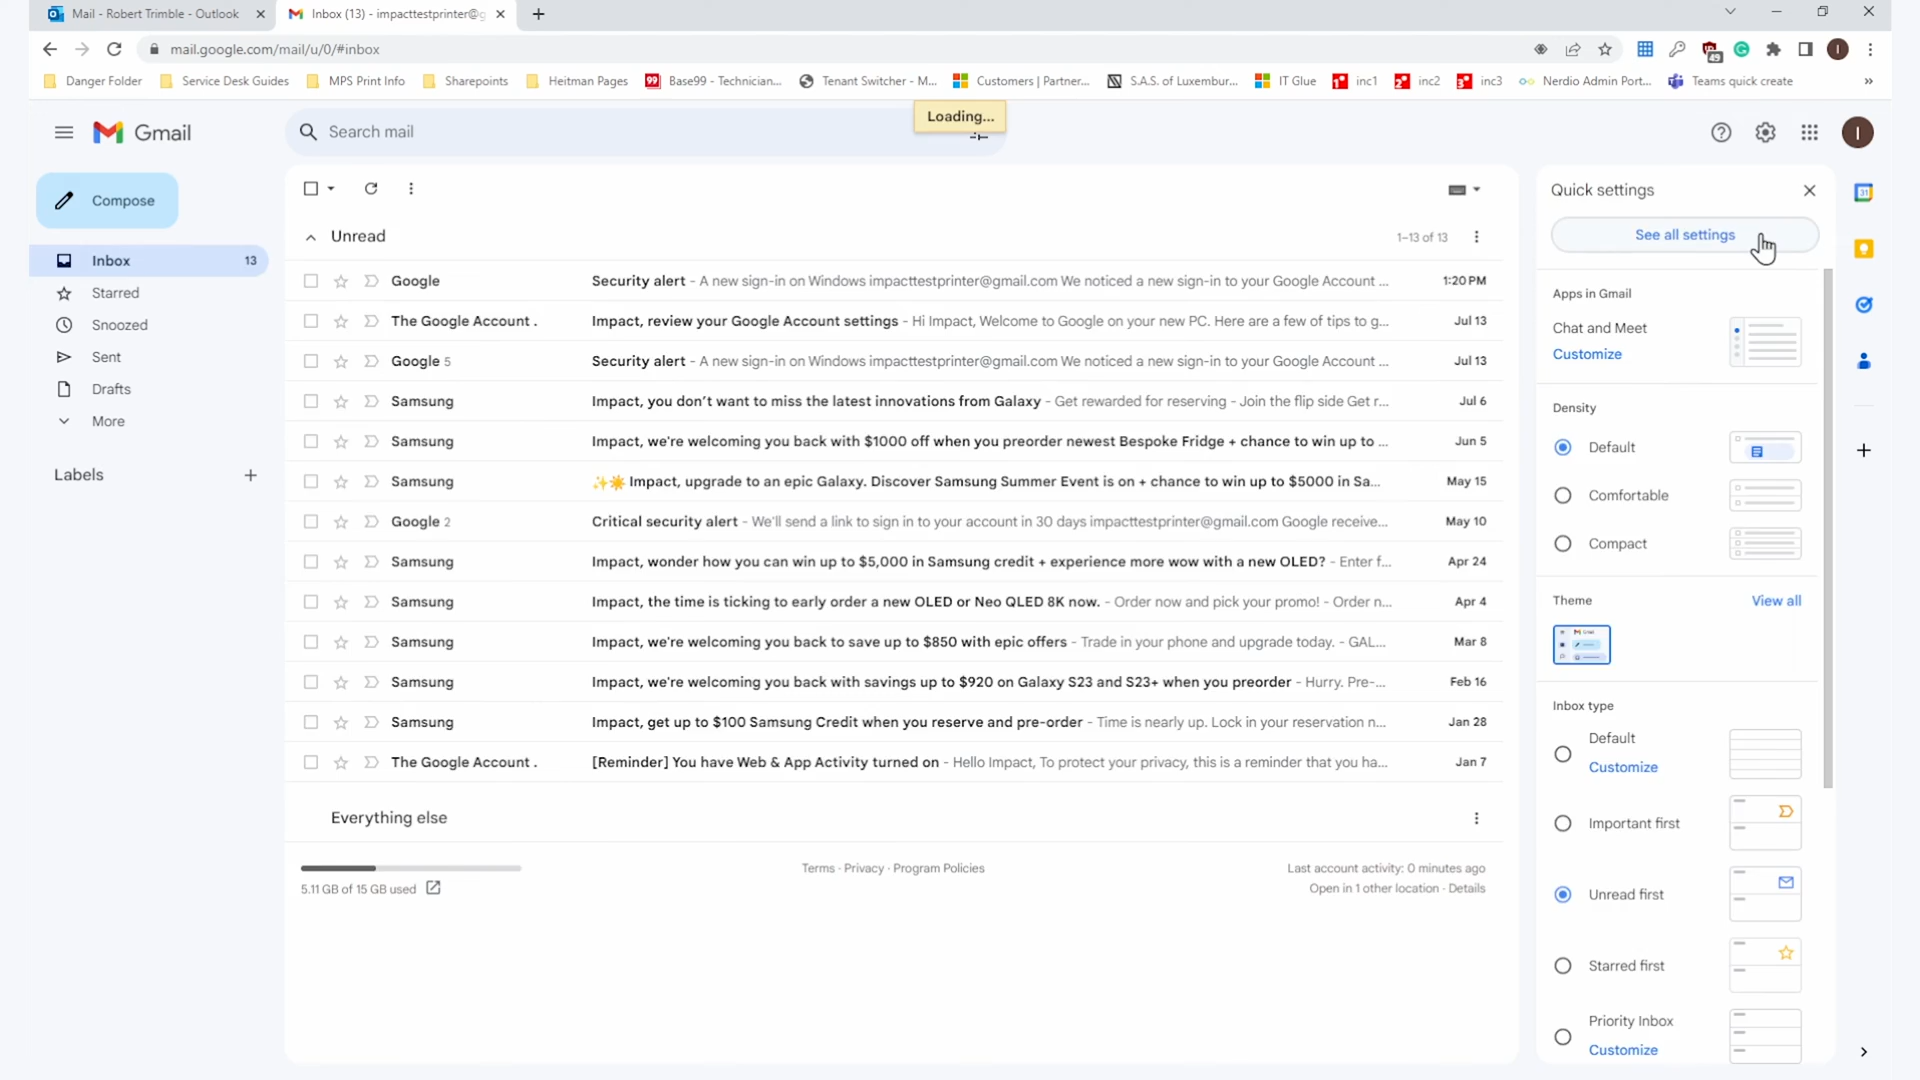 Mail - Robert Trimble - Outlook
Inbox (13) - impacttestprinter@g
mail.google.com/mail/u/0/#inbox
49
I
Danger Folder
Service Desk Guides
MPS Print Info
Sharepoints
Heitman Pages
Base99 - Technician...
Tenant Switcher - M...
Customers | Partner...
S.A.S. of Luxembur...
IT Glue
inc1
inc2
inc3
Nerdio Admin Port...
Teams quick create
»
Gmail
Search mail
Loading...
I
Compose
Inbox 13
Starred
Snoozed
Sent
Drafts
More
Labels
Unread
1–13 of 13
Google Security alert - A new sign-in on Windows impacttestprinter@gmail.com We noticed a new sign-in to your Google Account ... 1:20 PM
The Google Account . Impact, review your Google Account settings - Hi Impact, Welcome to Google on your new PC. Here are a few of tips to g... Jul 13
Google 5 Security alert - A new sign-in on Windows impacttestprinter@gmail.com We noticed a new sign-in to your Google Account ... Jul 13
Samsung Impact, you don’t want to miss the latest innovations from Galaxy - Get rewarded for reserving - Join the flip side Get r... Jul 6
Samsung Impact, we're welcoming you back with $1000 off when you preorder newest Bespoke Fridge + chance to win up to ... Jun 5
Samsung ✨☀️ Impact, upgrade to an epic Galaxy. Discover Samsung Summer Event is on + chance to win up to $5000 in Sa... May 15
Google 2 Critical security alert - We'll send a link to sign in to your account in 30 days impacttestprinter@gmail.com Google receive... May 10
Samsung Impact, wonder how you can win up to $5,000 in Samsung credit + experience more wow with a new OLED? - Enter f... Apr 24
Samsung Impact, the time is ticking to early order a new OLED or Neo QLED 8K now. - Order now and pick your promo! - Order n... Apr 4
Samsung Impact, we're welcoming you back to save up to $850 with epic offers - Trade in your phone and upgrade today. - GAL... Mar 8
Samsung Impact, we're welcoming you back with savings up to $920 on Galaxy S23 and S23+ when you preorder - Hurry. Pre-... Feb 16
Samsung Impact, get up to $100 Samsung Credit when you reserve and pre-order - Time is nearly up. Lock in your reservation n... Jan 28
The Google Account . [Reminder] You have Web & App Activity turned on - Hello Impact, To protect your privacy, this is a reminder that you ha... Jan 7
Everything else
5.11 GB of 15 GB used
Terms · Privacy · Program Policies
Last account activity: 0 minutes ago
Open in 1 other location · Details
Quick settings
See all settings
Apps in Gmail
Chat and Meet
Customize
Density
Default
Comfortable
Compact
Theme
View all
Gmail
Inbox type
Default
Customize
Important first
Unread first
Starred first
Priority Inbox
Customize
31